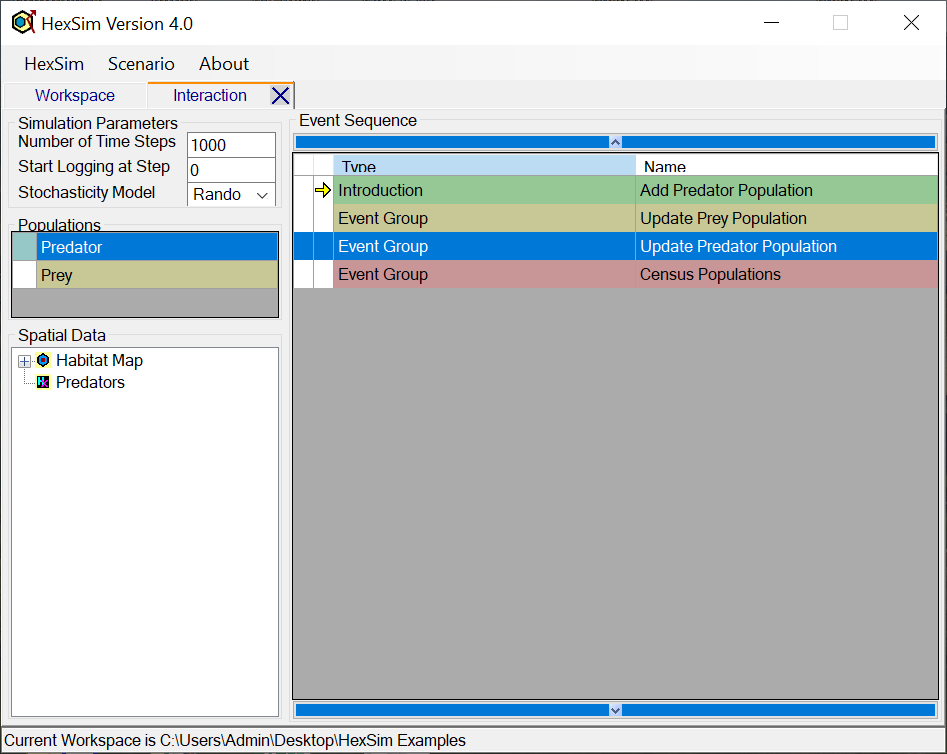 HexSim Version 4.0
HexSim Scenario About
Workspace Interaction
Simulation Parameters
Number of Time Steps 1000
Start Logging at Step 0
Stochasticity Model Rando
Populations
Predator
Prey
Spatial Data
Habitat Map
Predators
Event Sequence
Type Name
Introduction Add Predator Population
Event Group Update Prey Population
Event Group Update Predator Population
Event Group Census Populations
Current Workspace is C:\Users\Admin\Desktop\HexSim Examples